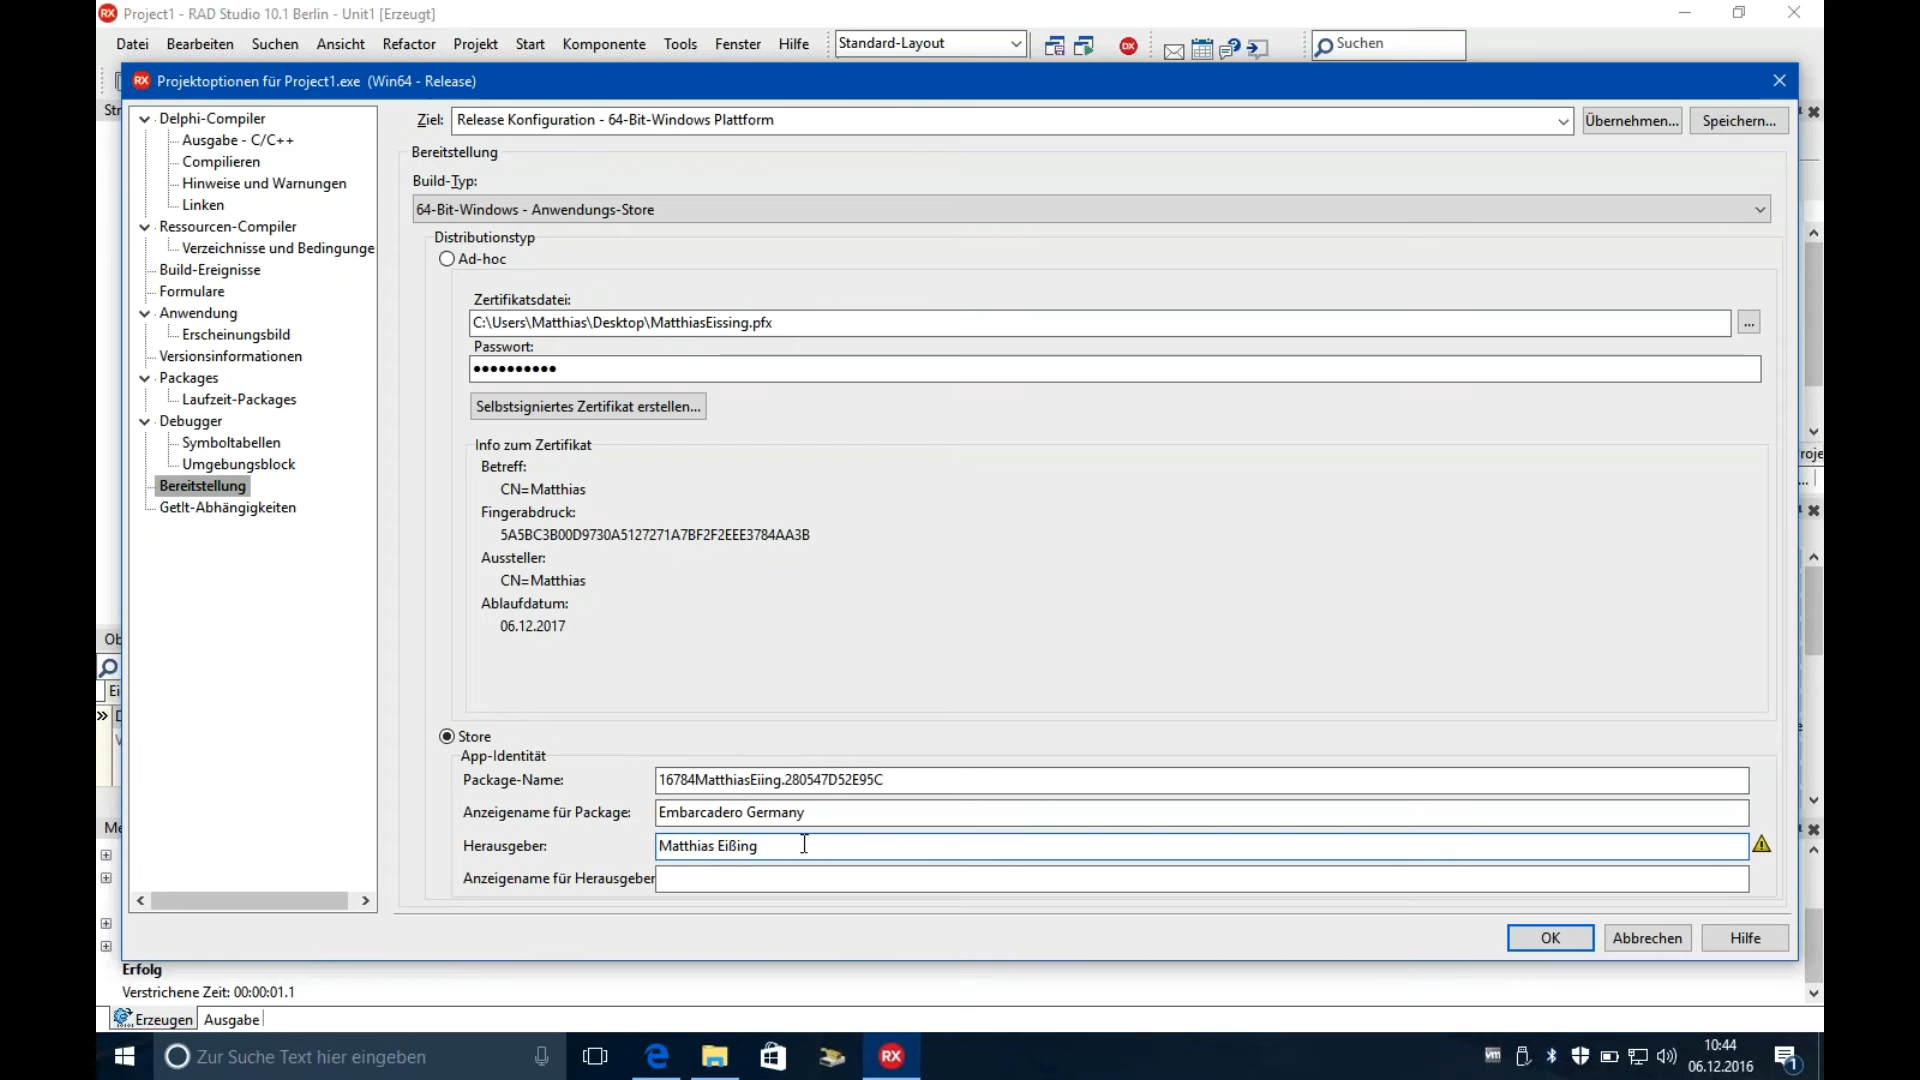 Project1 - RAD Studio 10.1 Berlin - Unit1 [Erzeugt]
Datei Bearbeiten Suchen Ansicht Refactor Projekt Start Komponente Tools Fenster Hilfe Standard-Layout Suchen
Projektoptionen für Project1.exe (Win64 - Release)
Delphi-Compiler
Ausgabe - C/C++
Compilieren
Hinweise und Warnungen
Linken
Ressourcen-Compiler
Verzeichnisse und Bedingunge
Build-Ereignisse
Formulare
Anwendung
Erscheinungsbild
Versionsinformationen
Packages
Laufzeit-Packages
Debugger
Symboltabellen
Umgebungsblock
Bereitstellung
GetIt-Abhängigkeiten
Ziel: Release Konfiguration - 64-Bit-Windows Plattform Übernehmen... Speichern...
Bereitstellung
Build-Typ:
64-Bit-Windows - Anwendungs-Store
Distributionstyp
Ad-hoc
Zertifikatsdatei:
C:\Users\Matthias\Desktop\MatthiasEissing.pfx ...
Passwort:
●●●●●●●●●●
Selbstsigniertes Zertifikat erstellen...
Info zum Zertifikat
Betreff:
CN=Matthias
Fingerabdruck:
5A5BC3B00D9730A5127271A7BF2F2EEE3784AA3B
Aussteller:
CN=Matthias
Ablaufdatum:
06.12.2017
Store
App-Identität
Package-Name: 16784MatthiasEiing.280547D52E95C
Anzeigename für Package: Embarcadero Germany
Herausgeber: Matthias Eißing
Anzeigename für Herausgeber
OK Abbrechen Hilfe
Str
Ob
Ei
Me
roje
Erfolg
Verstrichene Zeit: 00:00:01.1
Erzeugen Ausgabe
Zur Suche Text hier eingeben
RX
10:44
06.12.2016
1